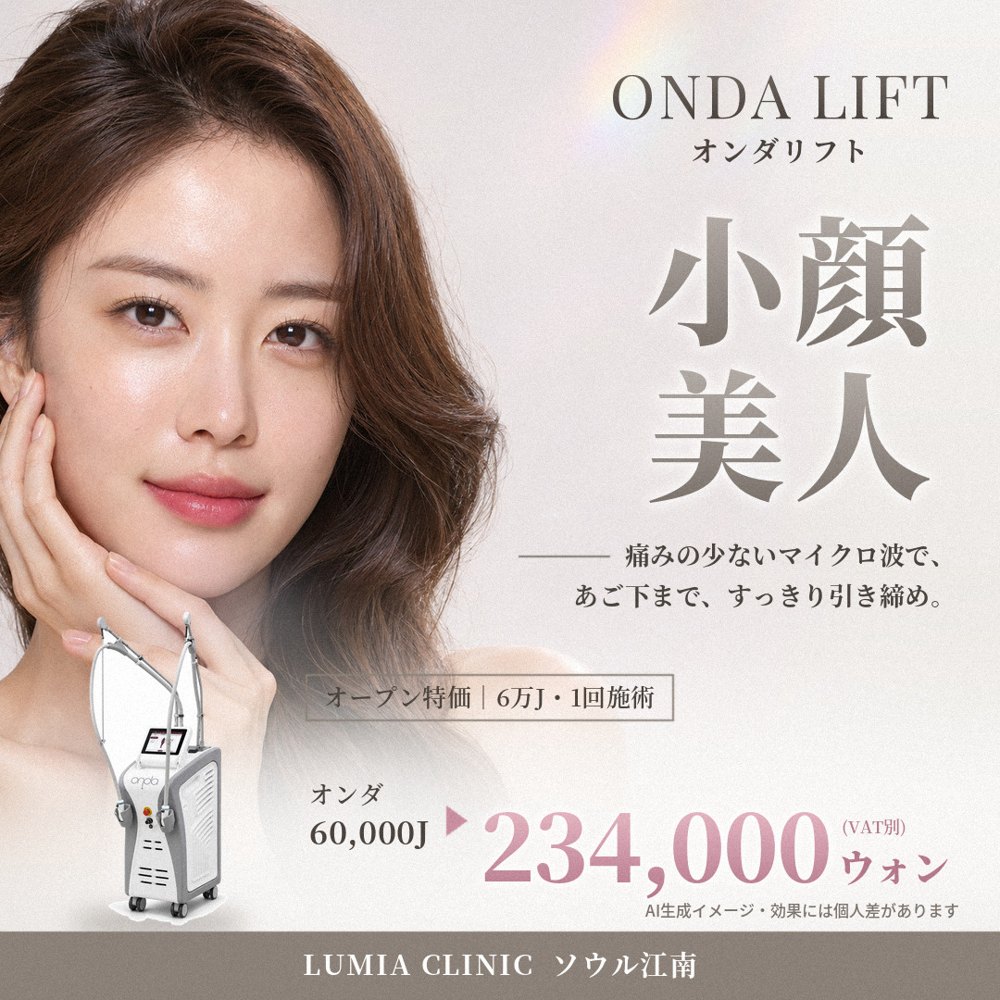 ONDA LIFT
オンダリフト
小顔
美人
痛みの少ないマイクロ波で、
あご下まで、すっきり引き締め。
オープン特価｜6万J・1回施術
オンダ
60,000J
234,000
(VAT別)
ウォン
AI生成イメージ・効果には個人差があります
onda
LUMIA CLINIC ソウル江南